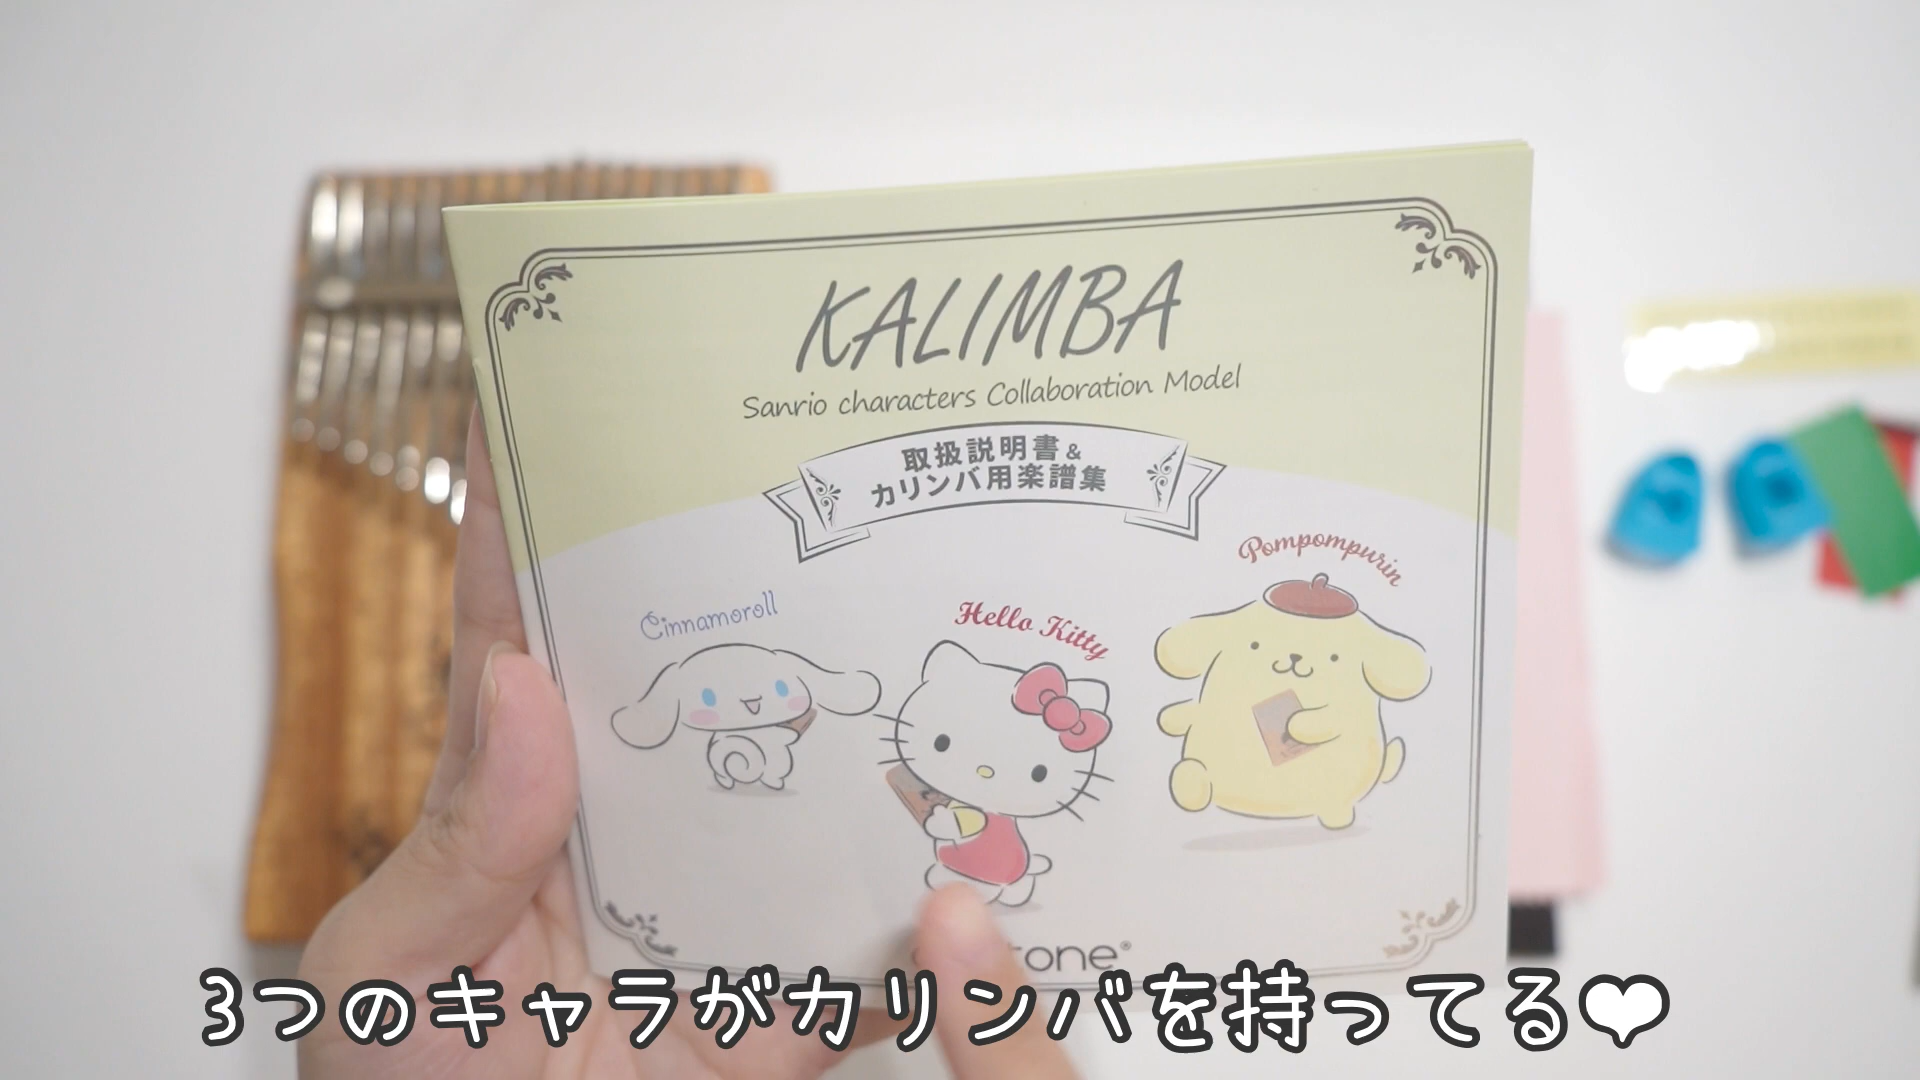 KALIMBA
Sanrio characters Collaboration Model
取扱説明書&
カリンバ用楽譜集
Pompompurin
Cinnamoroll
Hello Kitty
3つのキャラがカリンバを持ってる❤